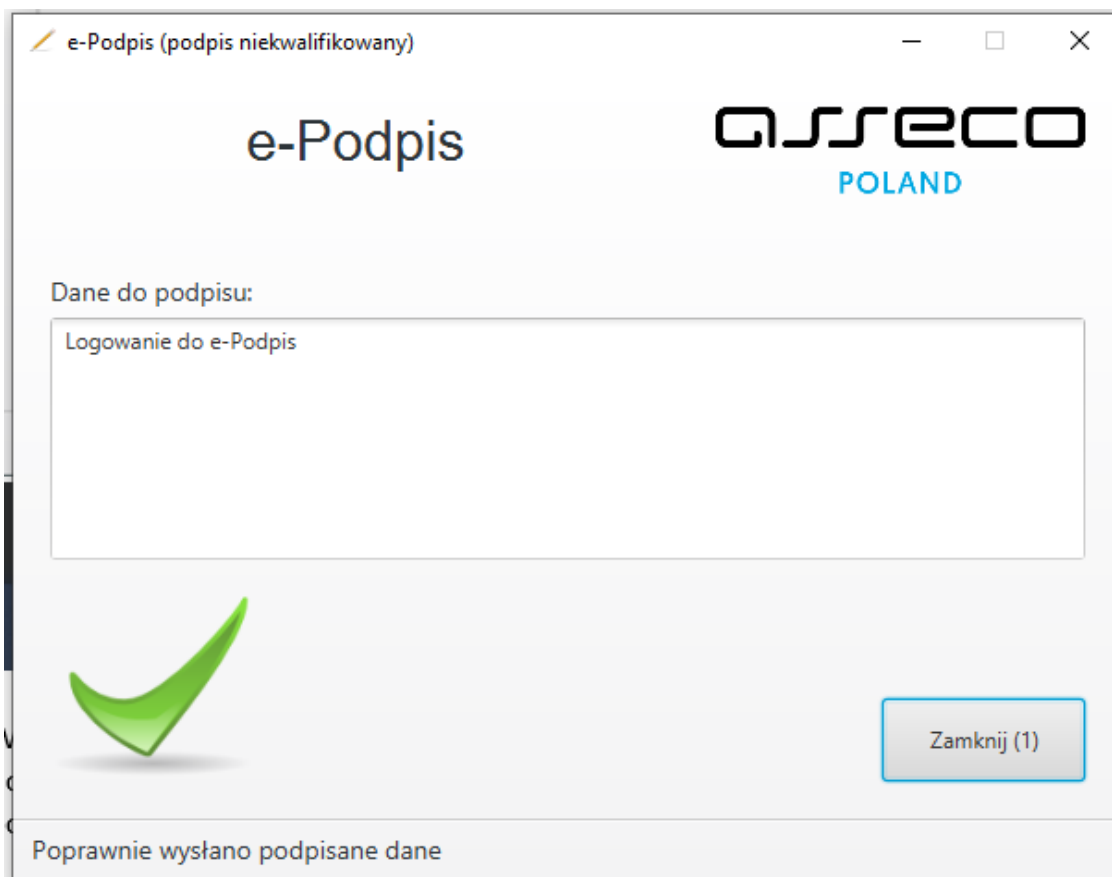 e-Podpis (podpis niekwalifikowany)
e-Podpis
asseco
POLAND
Dane do podpisu:
Logowanie do e-Podpis
Zamknij (1)
Poprawnie wysłano podpisane dane